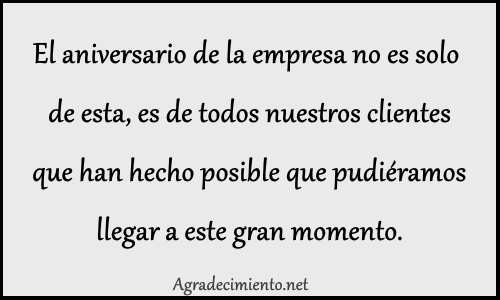 El aniversario de la empresa no es solo
de esta, es de todos nuestros clientes
que han hecho posible que pudiéramos
llegar a este gran momento.
Agradecimiento.net